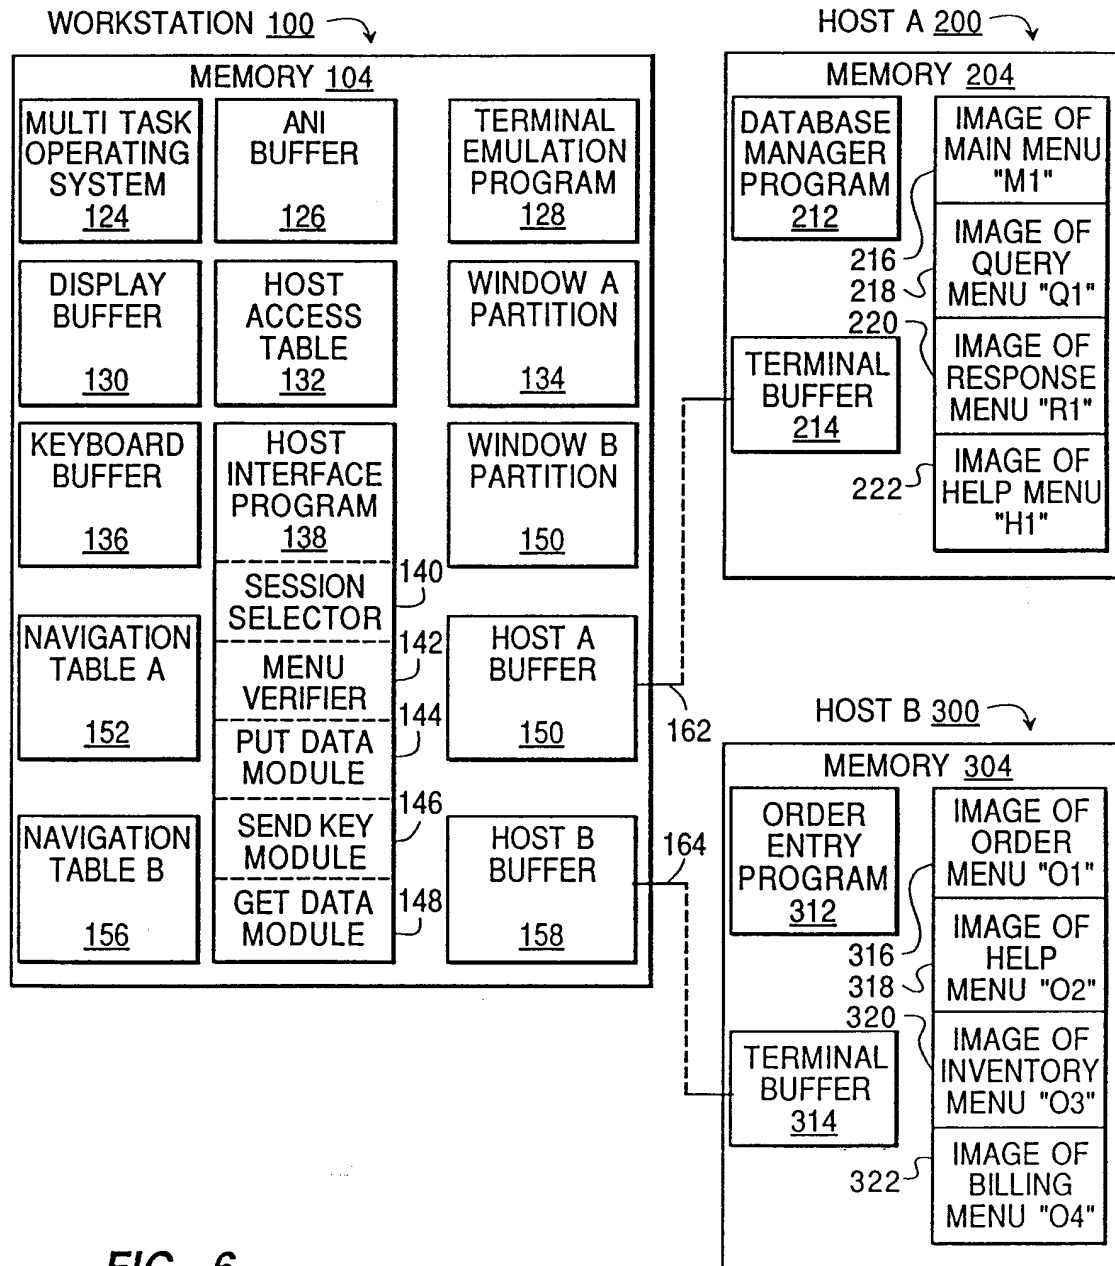 WORKSTATION 100
MEMORY 104
MULTI TASK
OPERATING
SYSTEM
124
ANI
BUFFER
126
TERMINAL
EMULATION
PROGRAM
128
DISPLAY
BUFFER
130
HOST
ACCESS
TABLE
132
WINDOW A
PARTITION
134
KEYBOARD
BUFFER
136
HOST
INTERFACE
PROGRAM
138
WINDOW B
PARTITION
150
140
SESSION
SELECTOR
142
MENU
VERIFIER
144
PUT DATA
MODULE
146
SEND KEY
MODULE
148
GET DATA
MODULE
NAVIGATION
TABLE A
152
HOST A
BUFFER
150
162
NAVIGATION
TABLE B
156
HOST B
BUFFER
158
164
HOST A 200
MEMORY 204
DATABASE
MANAGER
PROGRAM
212
IMAGE OF
MAIN MENU
"M1"
216
IMAGE OF
QUERY
MENU "Q1"
218
220
IMAGE OF
RESPONSE
MENU "R1"
TERMINAL
BUFFER
214
222
IMAGE OF
HELP MENU
"H1"
HOST B 300
MEMORY 304
ORDER
ENTRY
PROGRAM
312
IMAGE OF
ORDER
MENU "O1"
316
IMAGE OF
HELP
MENU "O2"
318
320
IMAGE OF
INVENTORY
MENU "O3"
TERMINAL
BUFFER
314
322
IMAGE OF
BILLING
MENU "O4"
FIG. 6